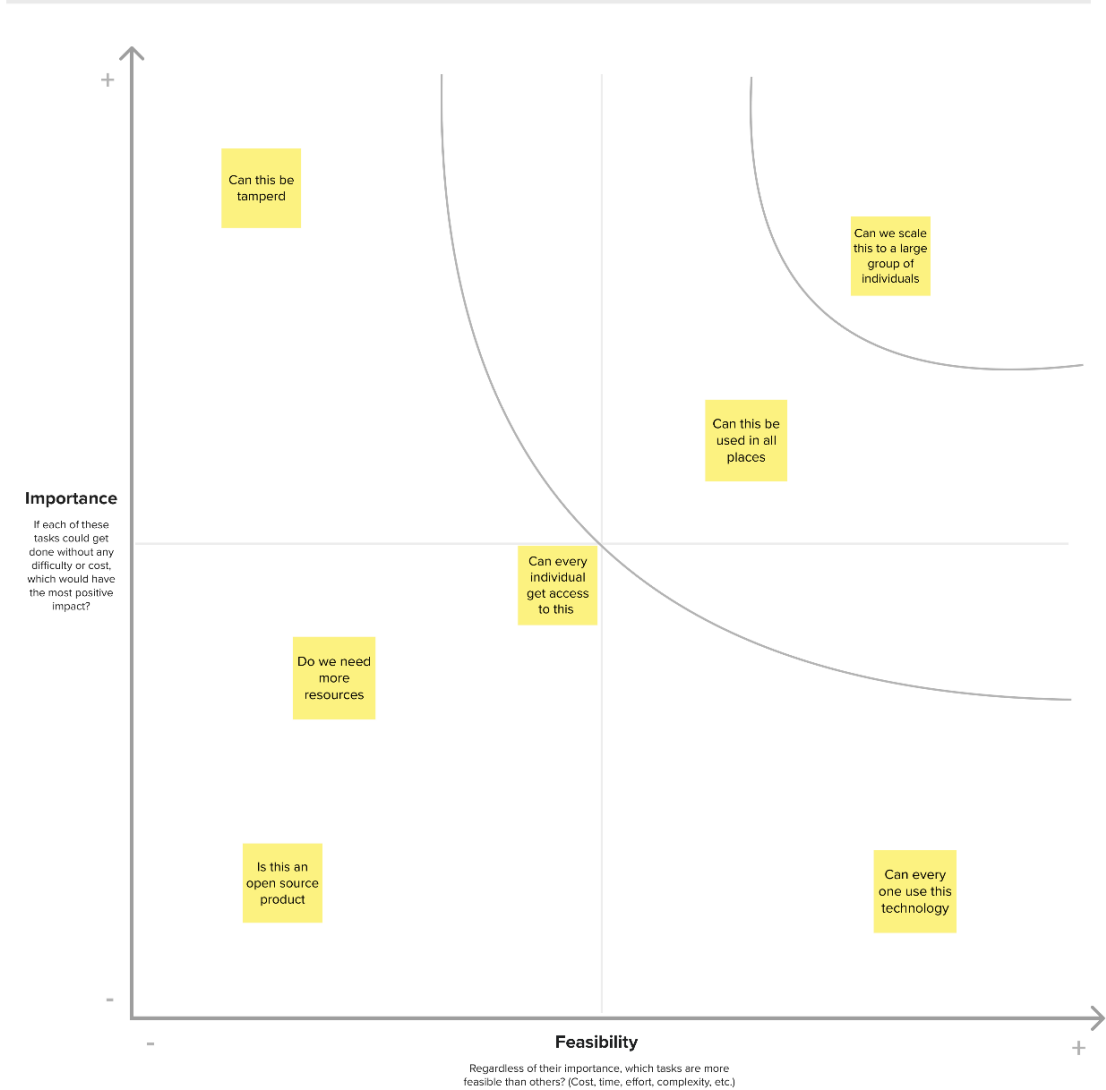 +
Can this be
tamperd
Can we scale
this to a large
group of
individuals
Can this be
used in all
places
Importance
If each of these
tasks could get
done without any
difficulty or cost,
which would have
the most positive
impact?
Can every
individual
get access
to this
Do we need
more
resources
Is this an
open source
product
Can every
one use this
technology
-
-
Feasibility
+
Regardless of their importance, which tasks are more
feasible than others? (Cost, time, effort, complexity, etc.)